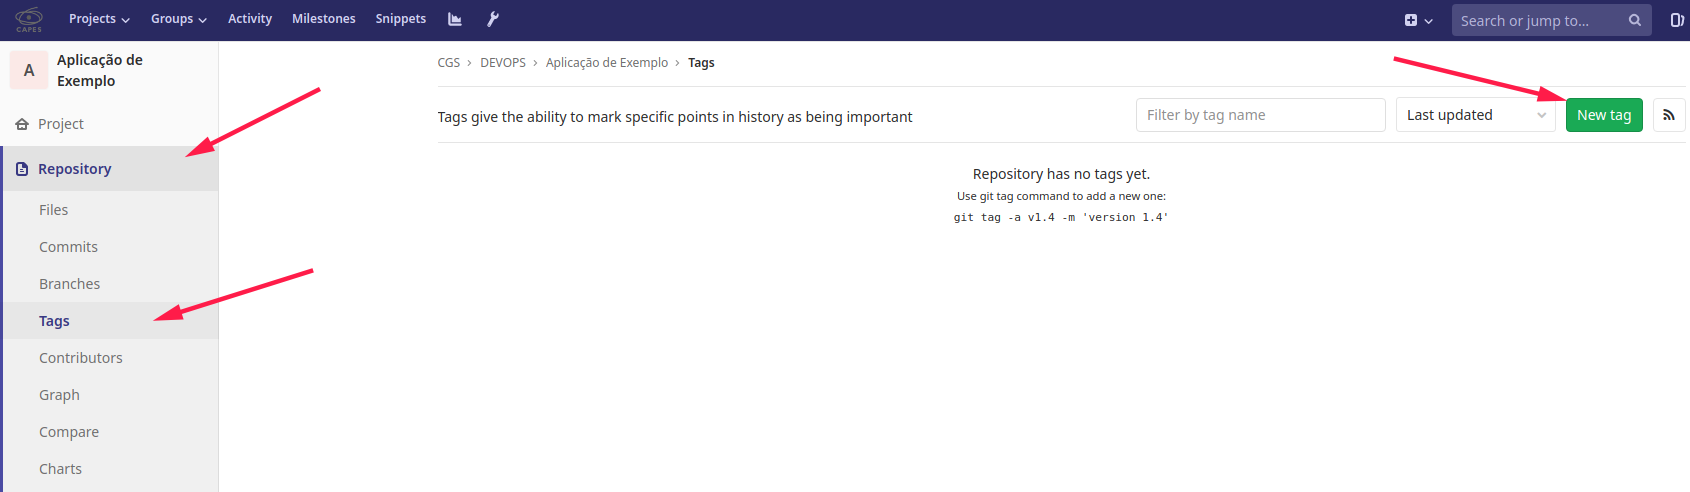 CAPES
Projects
Groups
Activity
Milestones
Snippets
Search or jump to...
A
Aplicação de
Exemplo
Project
Repository
Files
Commits
Branches
Tags
Contributors
Graph
Compare
Charts
CGS › DEVOPS › Aplicação de Exemplo › Tags
Tags give the ability to mark specific points in history as being important
Filter by tag name
Last updated
New tag
Repository has no tags yet.
Use git tag command to add a new one:
git tag -a v1.4 -m 'version 1.4'